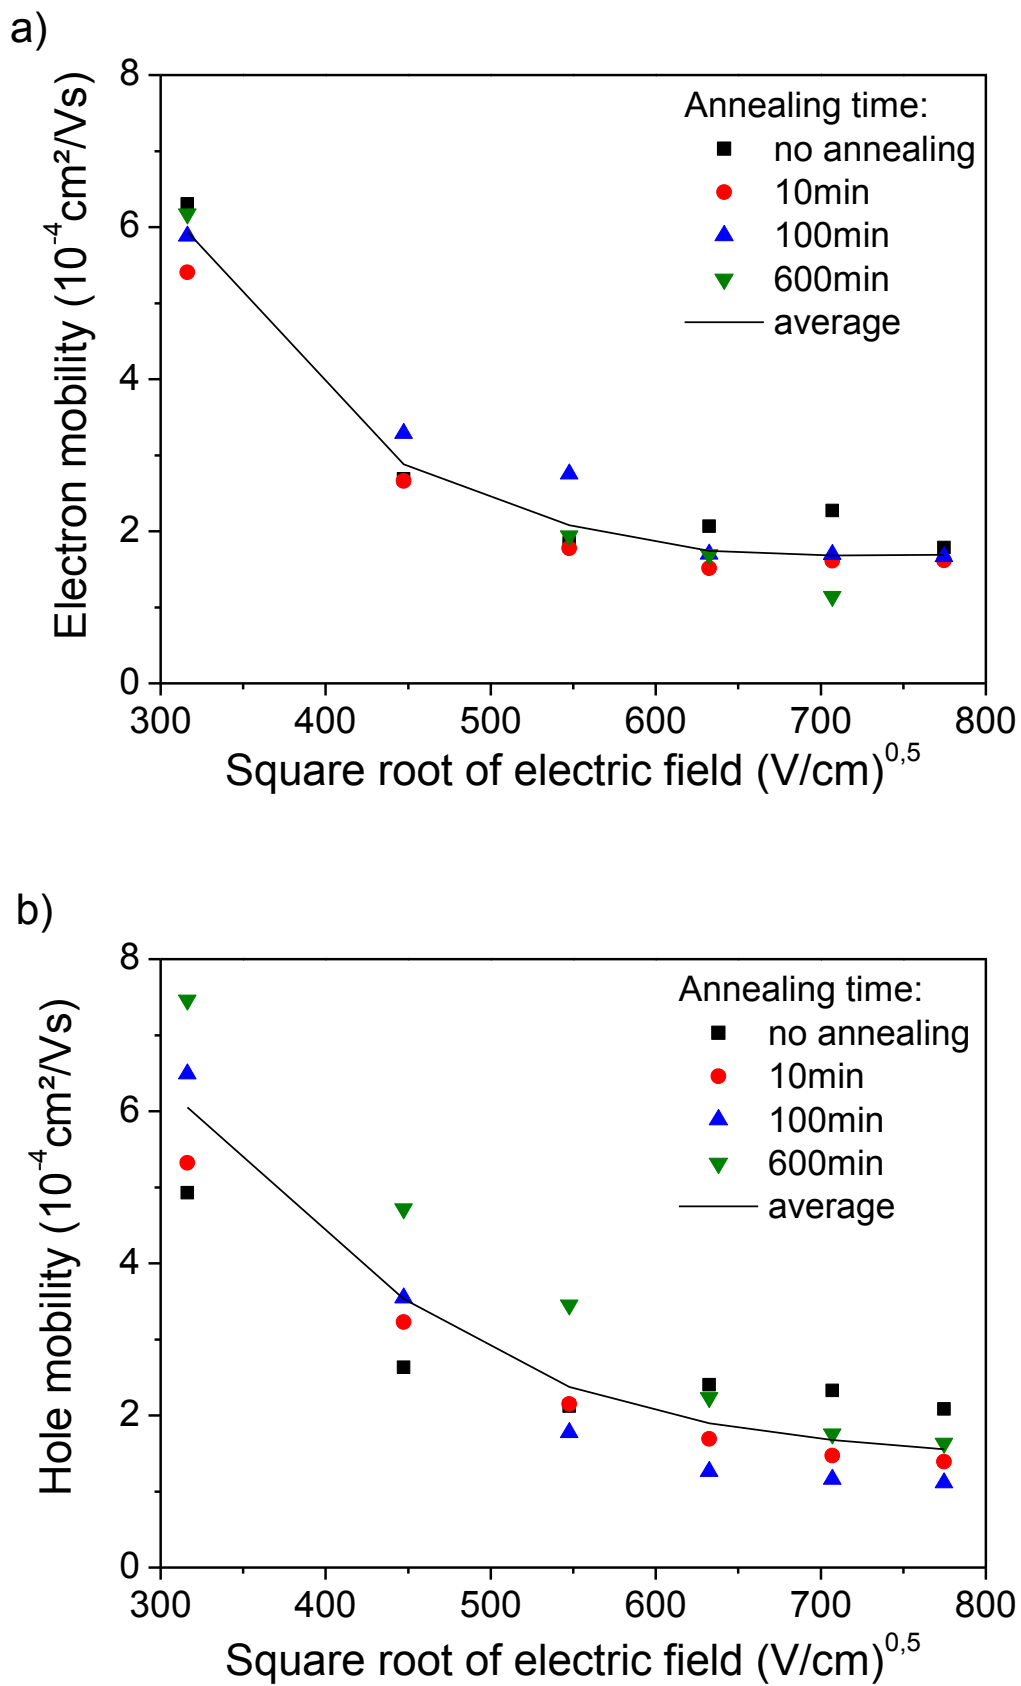 a)
Electron mobility (10⁻⁴cm²/Vs)
8
6
4
2
0
Annealing time:
no annealing
10min
100min
600min
average
300 400 500 600 700 800
Square root of electric field (V/cm)⁰,⁵
b)
Hole mobility (10⁻⁴cm²/Vs)
8
6
4
2
0
Annealing time:
no annealing
10min
100min
600min
average
300 400 500 600 700 800
Square root of electric field (V/cm)⁰,⁵